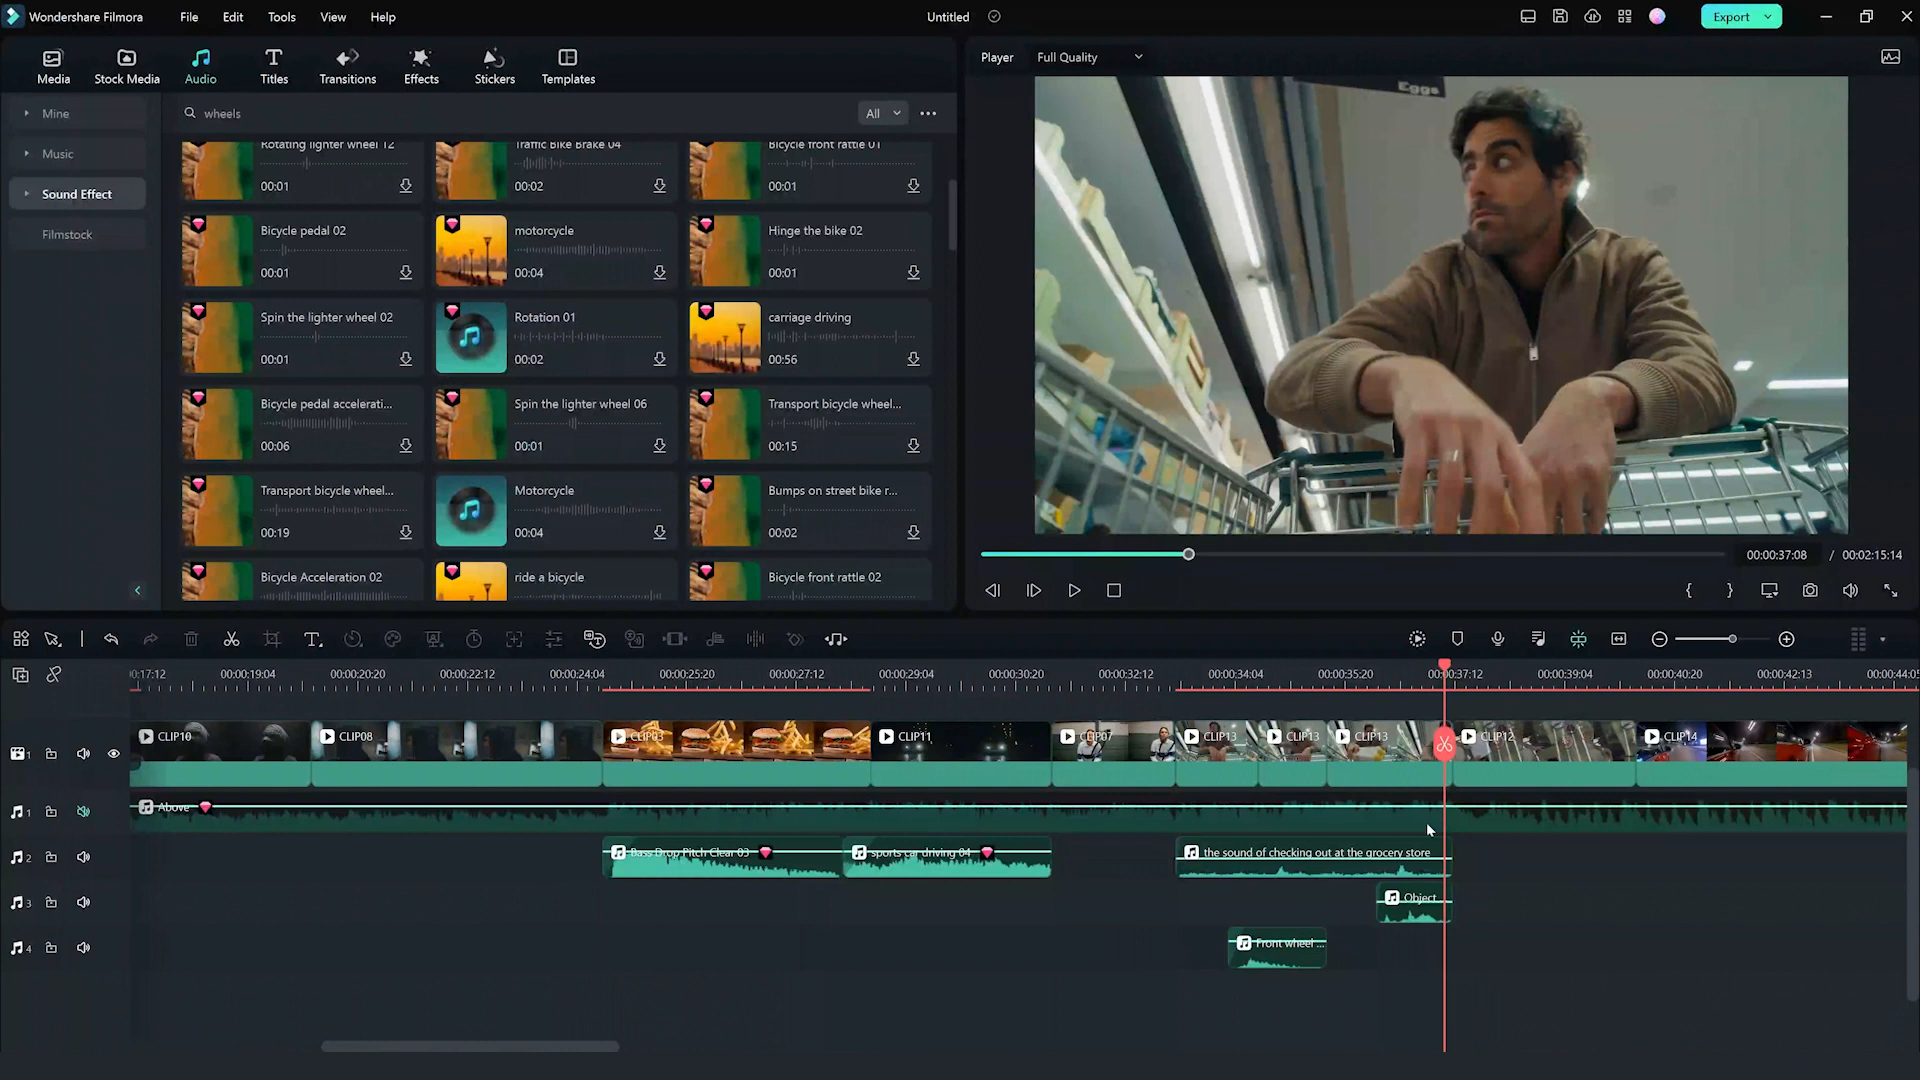 Wondershare Filmora File Edit Tools View Help Untitled Export
Media Stock Media Audio Titles Transitions Effects Stickers Templates
Player Full Quality
Mine
Music
Sound Effect
Filmstock
wheels All
Rotating lighter wheel 12 Traffic Bike Brake 04 Bicycle front rattle 01
00:01 00:02 00:01
Bicycle pedal 02 motorcycle Hinge the bike 02
00:01 00:04 00:01
Spin the lighter wheel 02 Rotation 01 carriage driving
00:01 00:02 00:56
Bicycle pedal accelerati... Spin the lighter wheel 06 Transport bicycle wheel...
00:06 00:01 00:15
Transport bicycle wheel... Motorcycle Bumps on street bike r...
00:19 00:04 00:02
Bicycle Acceleration 02 ride a bicycle Bicycle front rattle 02
Eggs
00:00:37:08 / 00:02:15:14
:17:12 00:00:19:04 00:00:20:20 00:00:22:12 00:00:24:04 00:00:25:20 00:00:27:12 00:00:29:04 00:00:30:20 00:00:32:12 00:00:34:04 00:00:35:20 00:00:37:12 00:00:39:04 00:00:40:20 00:00:42:13 00:00:44:05
1 CLIP10 CLIP08 CLIP03 CLIP11 CLIP07 CLIP13 CLIP13 CLIP13 CLIP12 CLIP14
1 Above
2 Bass Drop Pitch Clear 03 sports car driving 04 the sound of checking out at the grocery store
3 Object
4 Front wheel ...